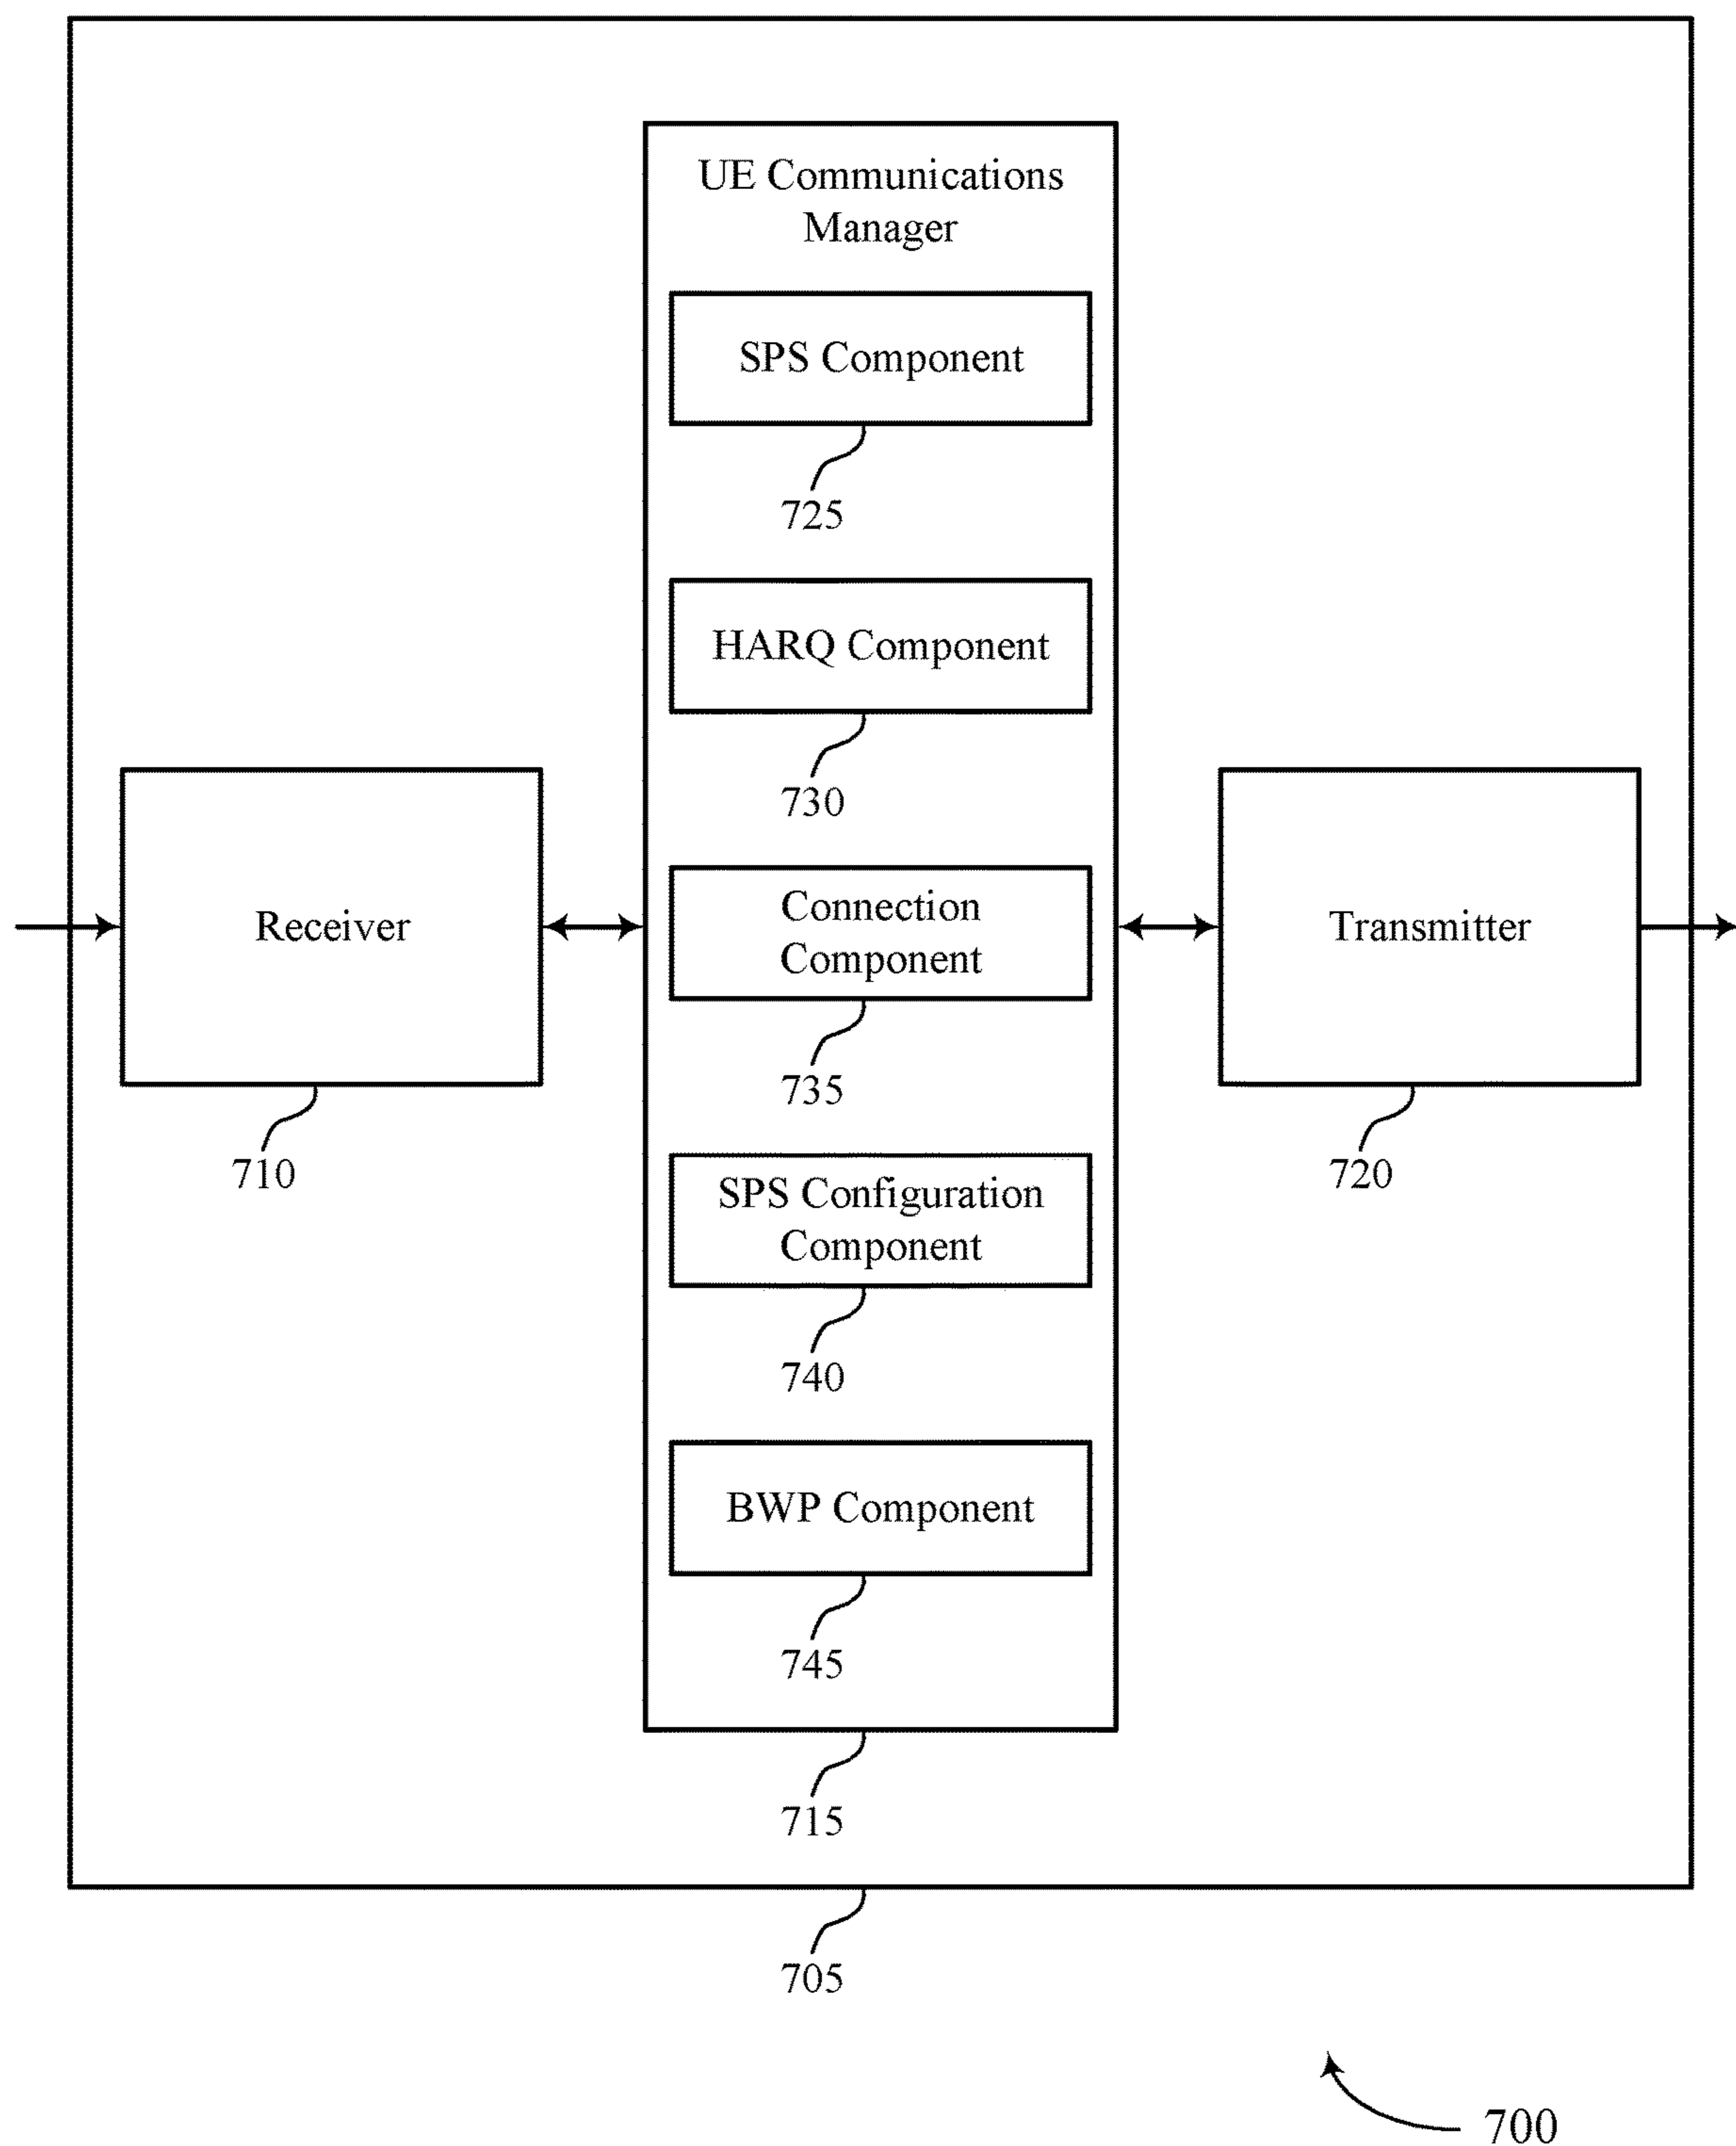 UE Communications
Manager
SPS Component
725
HARQ Component
730
Receiver
710
Connection
Component
735
Transmitter
720
SPS Configuration
Component
740
BWP Component
745
715
705
700